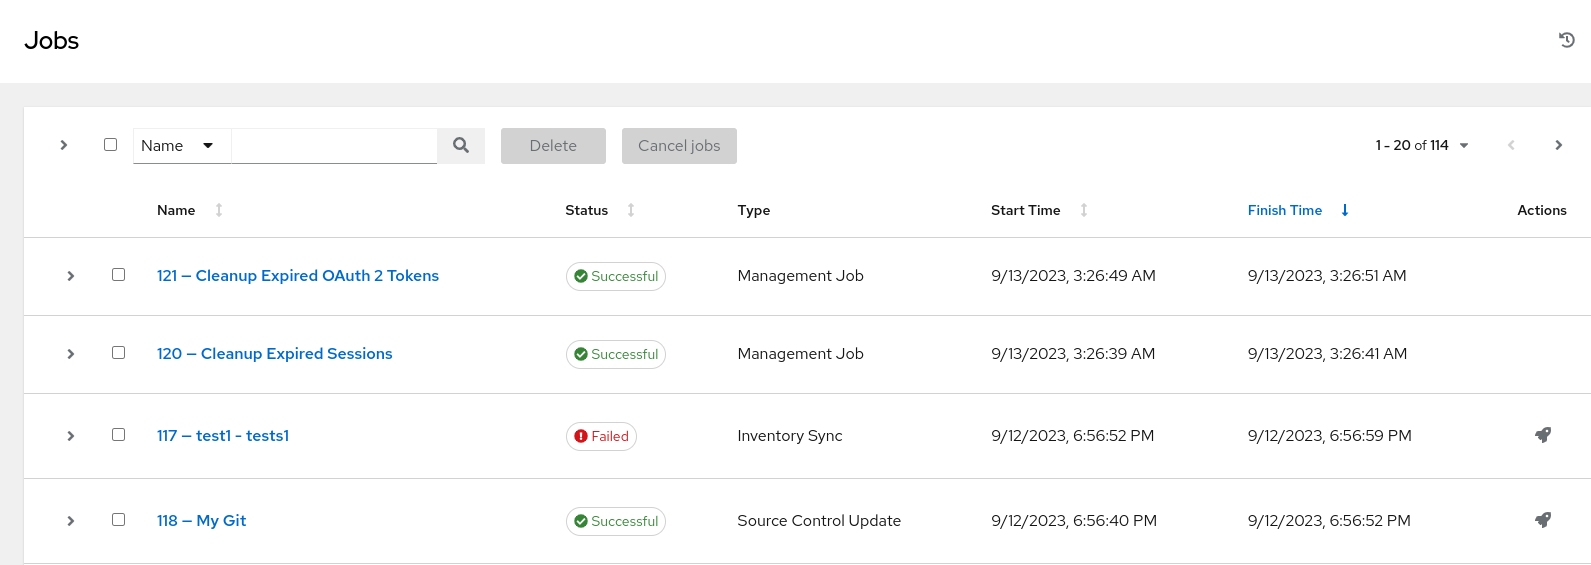 Jobs
Name Delete Cancel jobs 1 - 20 of 114
Name Status Type Start Time Finish Time Actions
121 — Cleanup Expired OAuth 2 Tokens Successful Management Job 9/13/2023, 3:26:49 AM 9/13/2023, 3:26:51 AM
120 — Cleanup Expired Sessions Successful Management Job 9/13/2023, 3:26:39 AM 9/13/2023, 3:26:41 AM
117 — test1 - tests1 Failed Inventory Sync 9/12/2023, 6:56:52 PM 9/12/2023, 6:56:59 PM
118 — My Git Successful Source Control Update 9/12/2023, 6:56:40 PM 9/12/2023, 6:56:52 PM